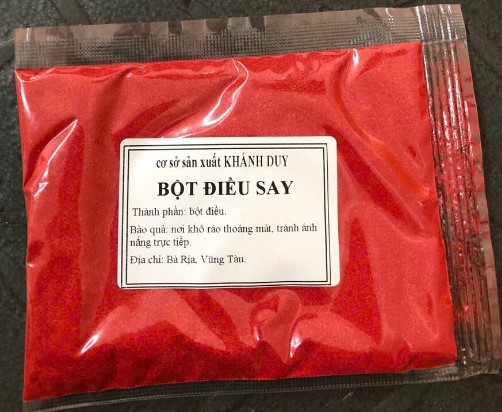 cơ sở sản xuất KHÁNH DUY
BỘT ĐIỀU SAY
Thành phần: bột điều.
Bảo quả: nơi khô ráo thoáng mát, tránh ánh
nắng trực tiếp.
Địa chỉ: Bà Rịa, Vũng Tàu.